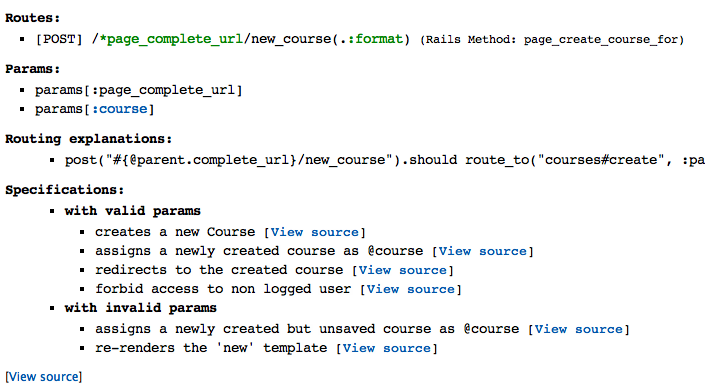 Routes:
[POST] /*page_complete_url/new_course(.:format) (Rails Method: page_create_course_for)
Params:
params[:page_complete_url]
params[:course]
Routing explanations:
post("#{@parent.complete_url}/new_course").should route_to("courses#create", :pa
Specifications:
with valid params
creates a new Course [View source]
assigns a newly created course as @course [View source]
redirects to the created course [View source]
forbid access to non logged user [View source]
with invalid params
assigns a newly created but unsaved course as @course [View source]
re-renders the 'new' template [View source]
[View source]